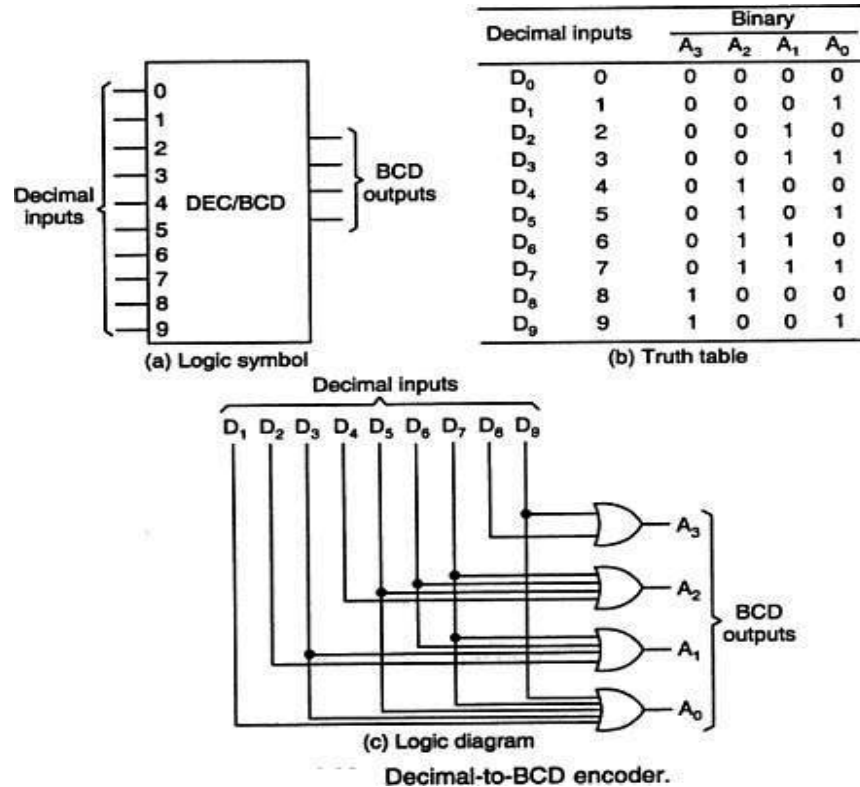 0
1
2
3
4
5
6
7
8
9
Decimal inputs
DEC/BCD
BCD outputs
(a) Logic symbol
Decimal inputs Binary
A₃ A₂ A₁ A₀
D₀ 0 0 0 0 0
D₁ 1 0 0 0 1
D₂ 2 0 0 1 0
D₃ 3 0 0 1 1
D₄ 4 0 1 0 0
D₅ 5 0 1 0 1
D₆ 6 0 1 1 0
D₇ 7 0 1 1 1
D₈ 8 1 0 0 0
D₉ 9 1 0 0 1
(b) Truth table
Decimal inputs
D₁ D₂ D₃ D₄ D₅ D₆ D₇ D₈ D₉
A₃
A₂
A₁
A₀
BCD
outputs
(c) Logic diagram
Decimal-to-BCD encoder.